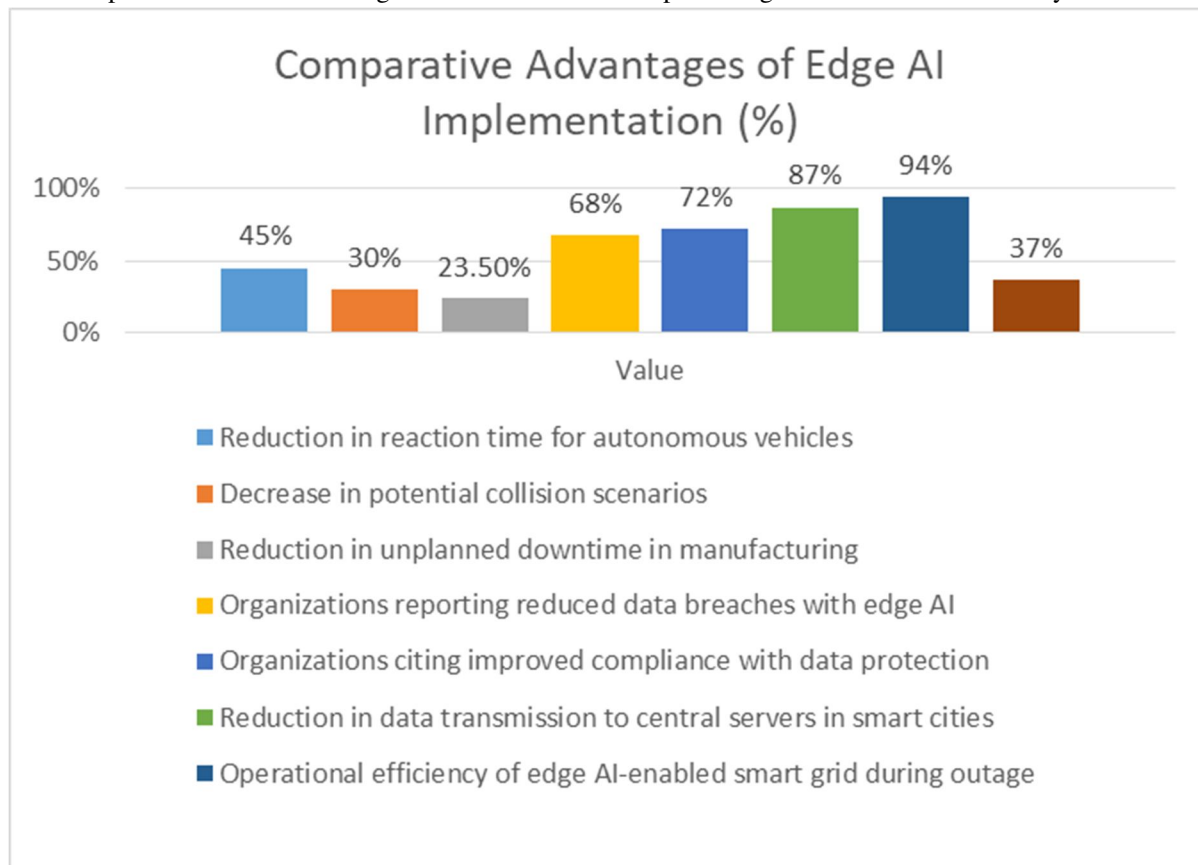 Comparative Advantages of Edge AI
Implementation (%)
100%
50%
0%
45%
30%
23.50%
68%
72%
87%
94%
37%
Value
Reduction in reaction time for autonomous vehicles
Decrease in potential collision scenarios
Reduction in unplanned downtime in manufacturing
Organizations reporting reduced data breaches with edge AI
Organizations citing improved compliance with data protection
Reduction in data transmission to central servers in smart cities
Operational efficiency of edge AI-enabled smart grid during outage